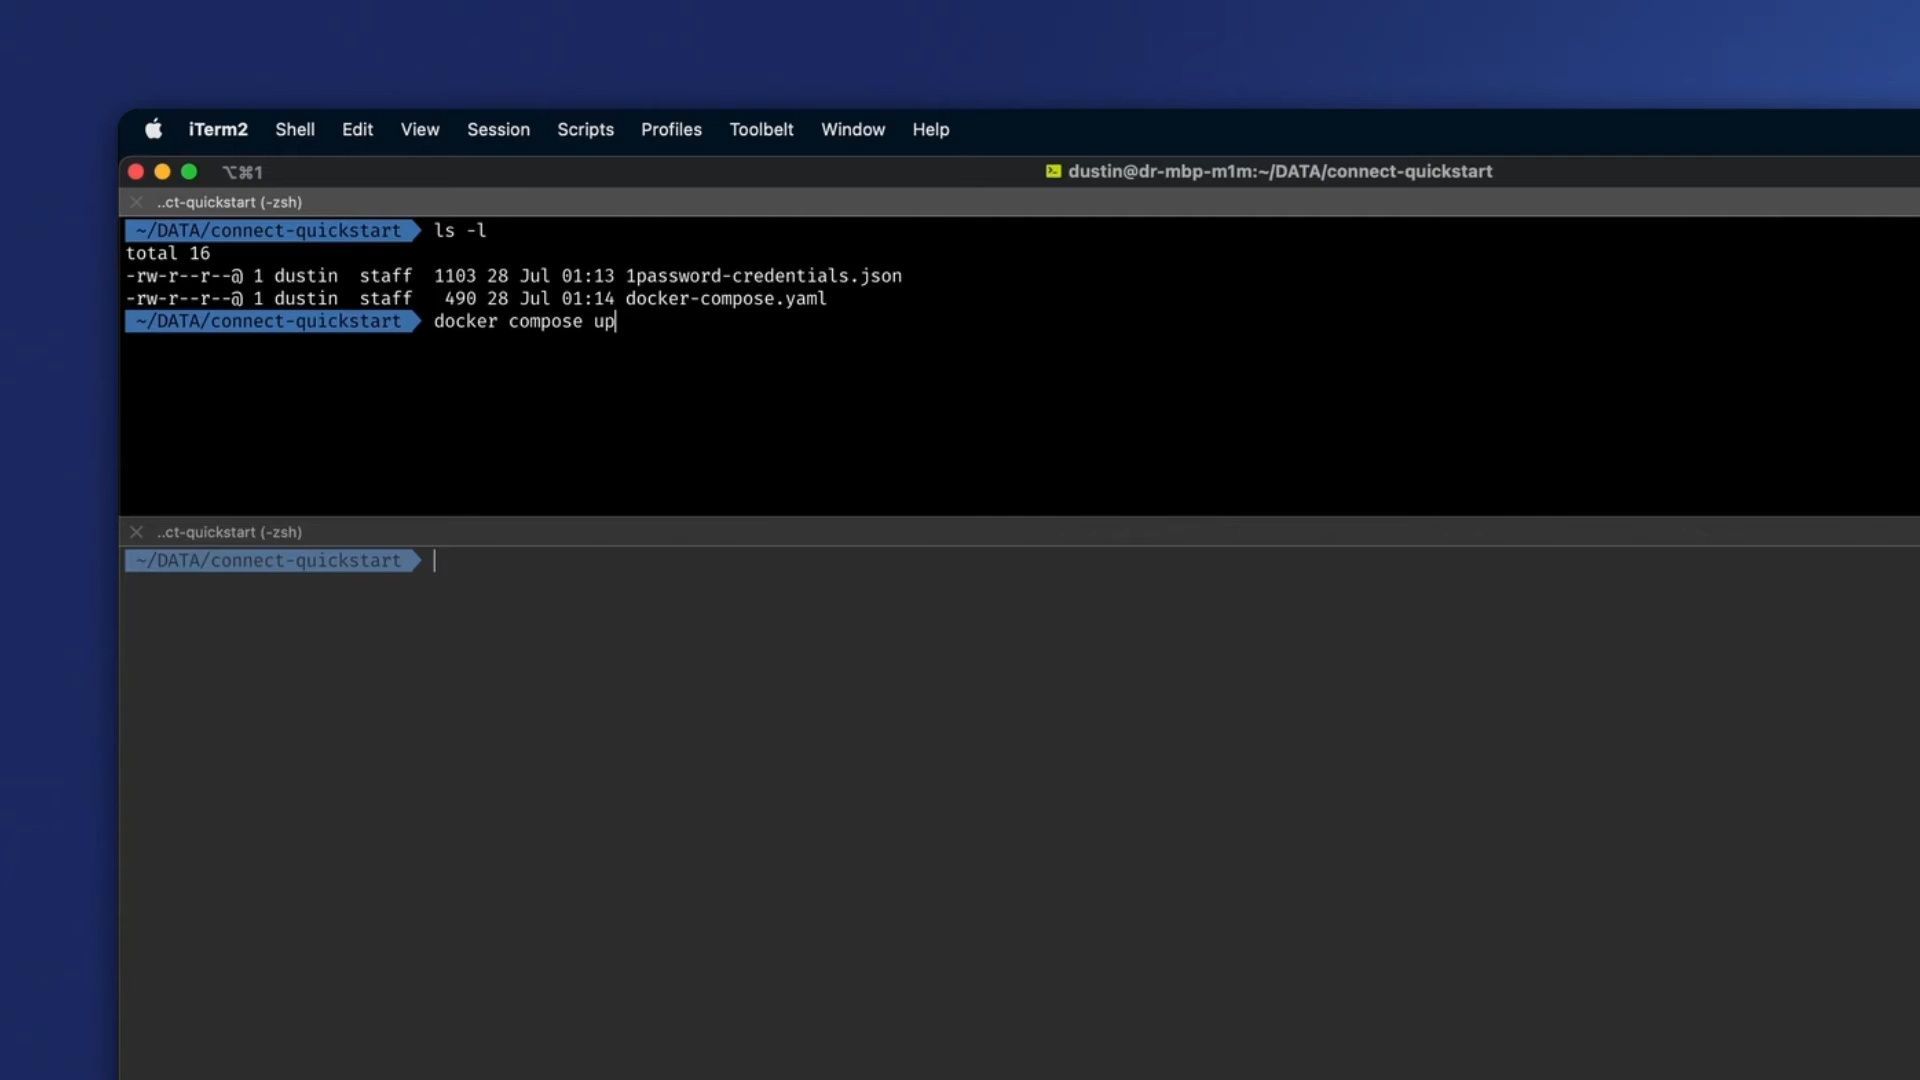 iTerm2 Shell Edit View Session Scripts Profiles Toolbelt Window Help
⌥⌘1 dustin@dr-mbp-m1m:~/DATA/connect-quickstart
..ct-quickstart (-zsh)
~/DATA/connect-quickstart ls -l
total 16
-rw-r--r--@ 1 dustin  staff  1103 28 Jul 01:13 1password-credentials.json
-rw-r--r--@ 1 dustin  staff   490 28 Jul 01:14 docker-compose.yaml
~/DATA/connect-quickstart docker compose up
..ct-quickstart (-zsh)
~/DATA/connect-quickstart